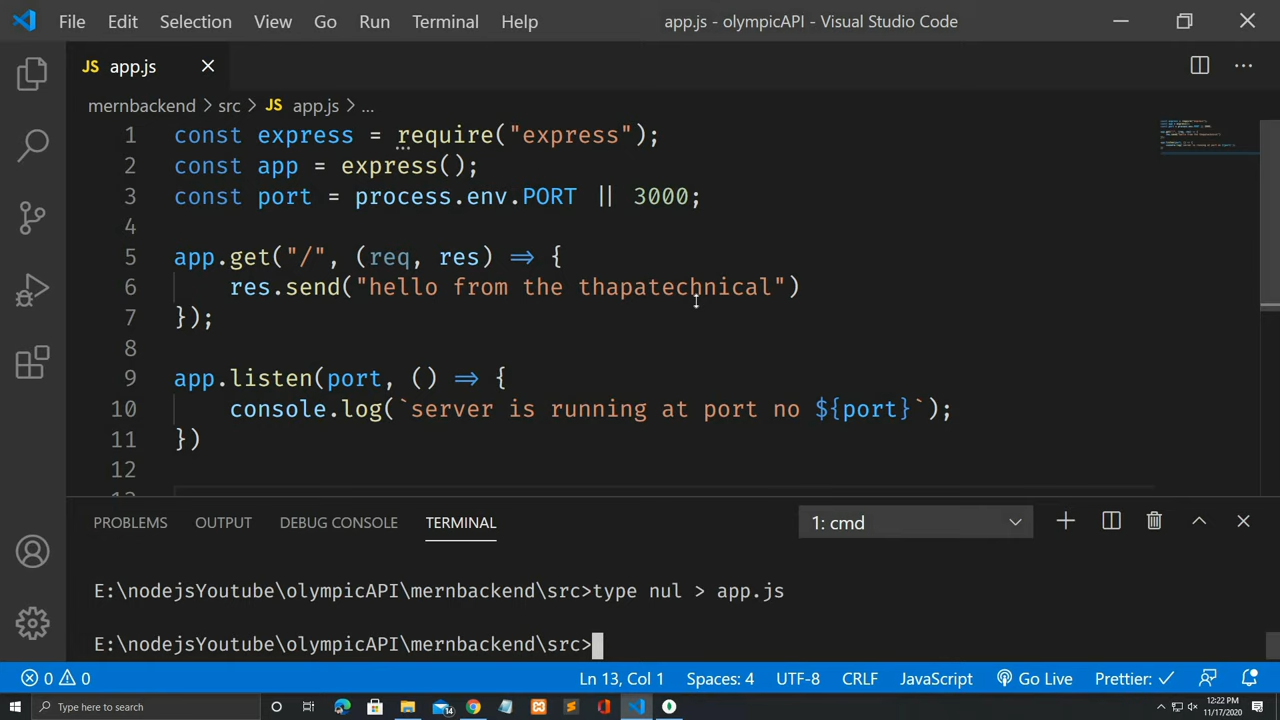 File Edit Selection View Go Run Terminal Help app.js - olympicAPI - Visual Studio Code
JS app.js
mernbackend > src > JS app.js > ...
1 const express = require("express");
2 const app = express();
3 const port = process.env.PORT || 3000;
4
5 app.get("/", (req, res) => {
6 res.send("hello from the thapatechnical")
7 });
8
9 app.listen(port, () => {
10 console.log(`server is running at port no ${port}`);
11 })
12
13
PROBLEMS OUTPUT DEBUG CONSOLE TERMINAL 1: cmd
E:\nodejsYoutube\olympicAPI\mernbackend\src>type nul > app.js
E:\nodejsYoutube\olympicAPI\mernbackend\src>
0 0 Ln 13, Col 1 Spaces: 4 UTF-8 CRLF JavaScript Go Live Prettier: ✓
Type here to search 14 12:22 PM
11/17/2020